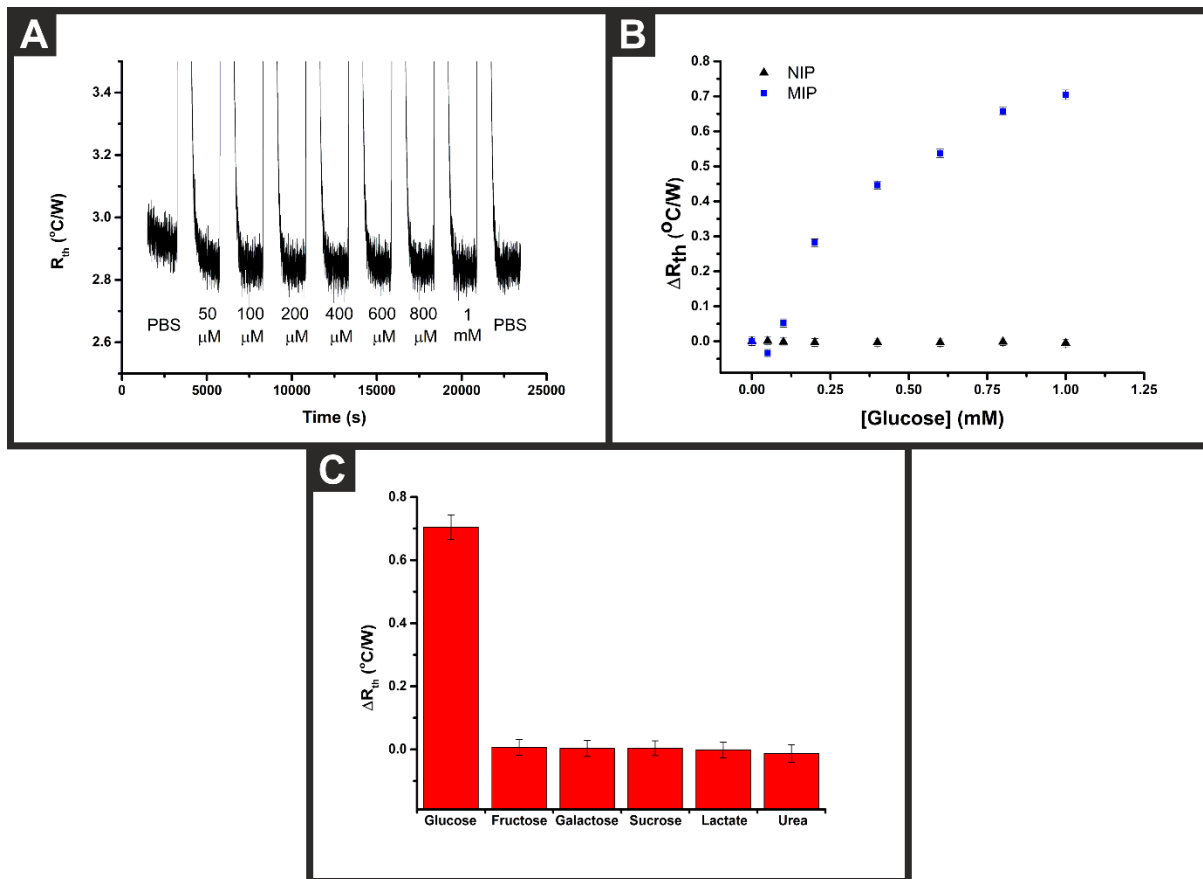 A
3.4
3.2
3.0
2.8
2.6
R_th (°C/W)
PBS
50 100 200 400 600 800 1
μM μM μM μM μM μM mM
PBS
0 5000 10000 15000 20000 25000
Time (s)
B
NIP
MIP
0.8
0.7
0.6
0.5
0.4
0.3
0.2
0.1
0.0
ΔR_th (°C/W)
0.00 0.25 0.50 0.75 1.00 1.25
[Glucose] (mM)
C
0.8
0.6
0.4
0.2
0.0
ΔR_th (°C/W)
Glucose Fructose Galactose Sucrose Lactate Urea